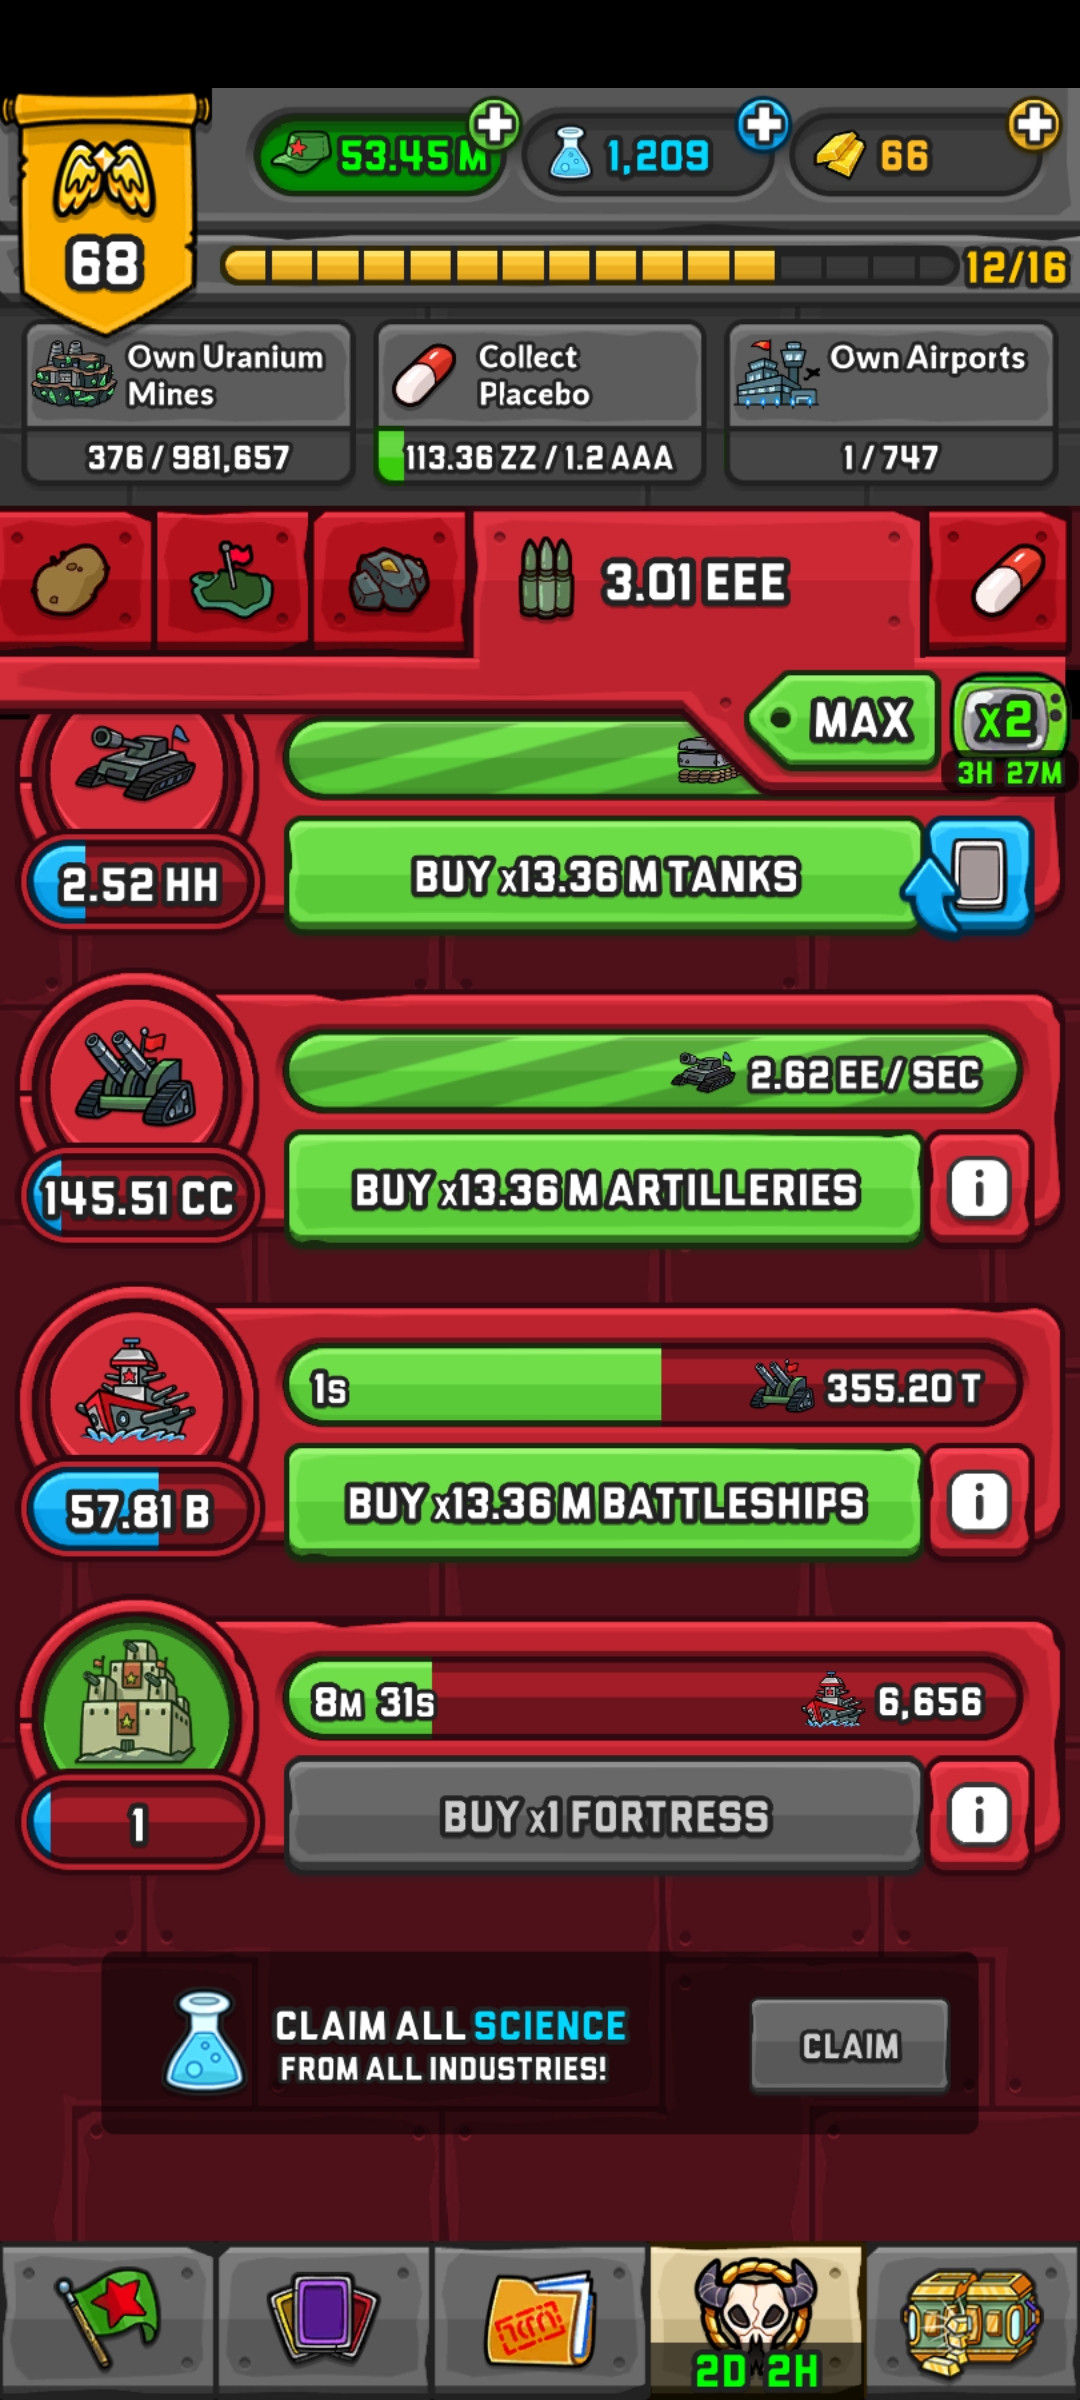 53.45 M
1,209
66
68
12/16
Own Uranium
Mines
376 / 981,657
Collect
Placebo
113.36 ZZ / 1.2 AAA
Own Airports
1 / 747
3.01 EEE
MAX
x2
3H 27M
2.52 HH
BUY x13.36 M TANKS
2.62 EE / SEC
145.51 CC
BUY x13.36 M ARTILLERIES
i
1s
355.20 T
57.81 B
BUY x13.36 M BATTLESHIPS
i
8M 31s
6,656
1
BUY x1 FORTRESS
i
CLAIM ALL SCIENCE
FROM ALL INDUSTRIES!
CLAIM
2D 2H